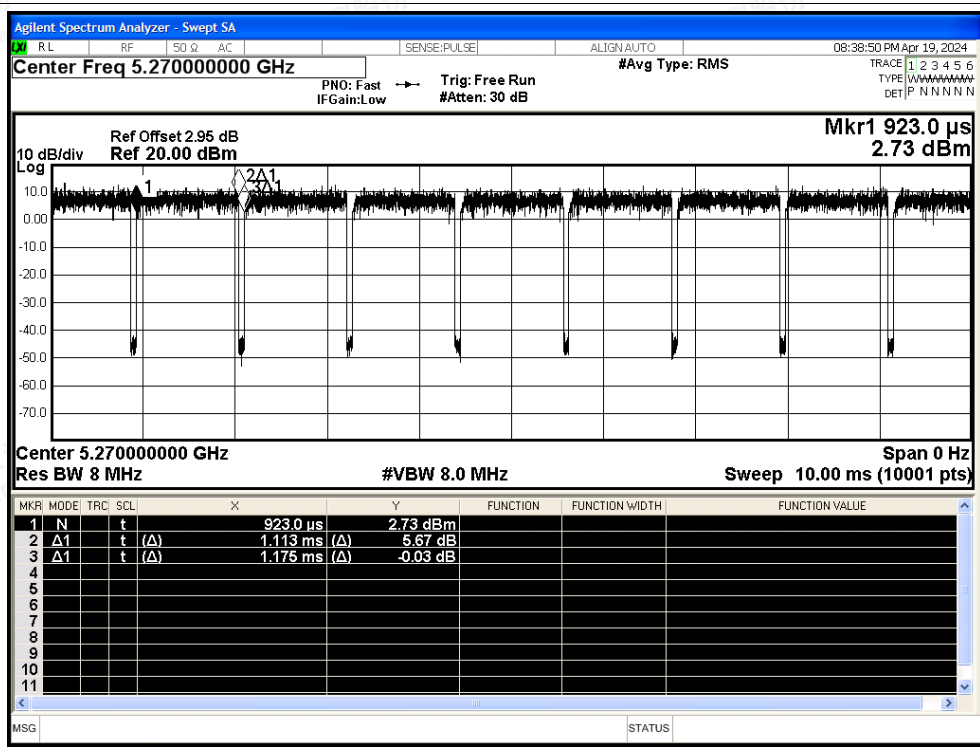 Agilent Spectrum Analyzer - Swept SA
LXI RL RF 50 Ω AC SENSE:PULSE ALIGN AUTO 08:38:50 PM Apr 19, 2024
Center Freq 5.270000000 GHz
PNO: Fast
IFGain:Low
Trig: Free Run
#Atten: 30 dB
#Avg Type: RMS
TRACE 1 2 3 4 5 6
TYPE WWWWWW
DET P N N N N N
Mkr1 923.0 µs
2.73 dBm
Ref Offset 2.95 dB
10 dB/div Ref 20.00 dBm
Log
1 2Δ1
3Δ1
10.0
0.00
-10.0
-20.0
-30.0
-40.0
-50.0
-60.0
-70.0
Center 5.270000000 GHz Span 0 Hz
Res BW 8 MHz #VBW 8.0 MHz Sweep 10.00 ms (10001 pts)
MKR MODE TRC SCL X Y FUNCTION FUNCTION WIDTH FUNCTION VALUE
1 N t 923.0 µs 2.73 dBm
2 Δ1 t (Δ) 1.113 ms (Δ) 5.67 dB
3 Δ1 t (Δ) 1.175 ms (Δ) -0.03 dB
4
5
6
7
8
9
10
11
MSG STATUS